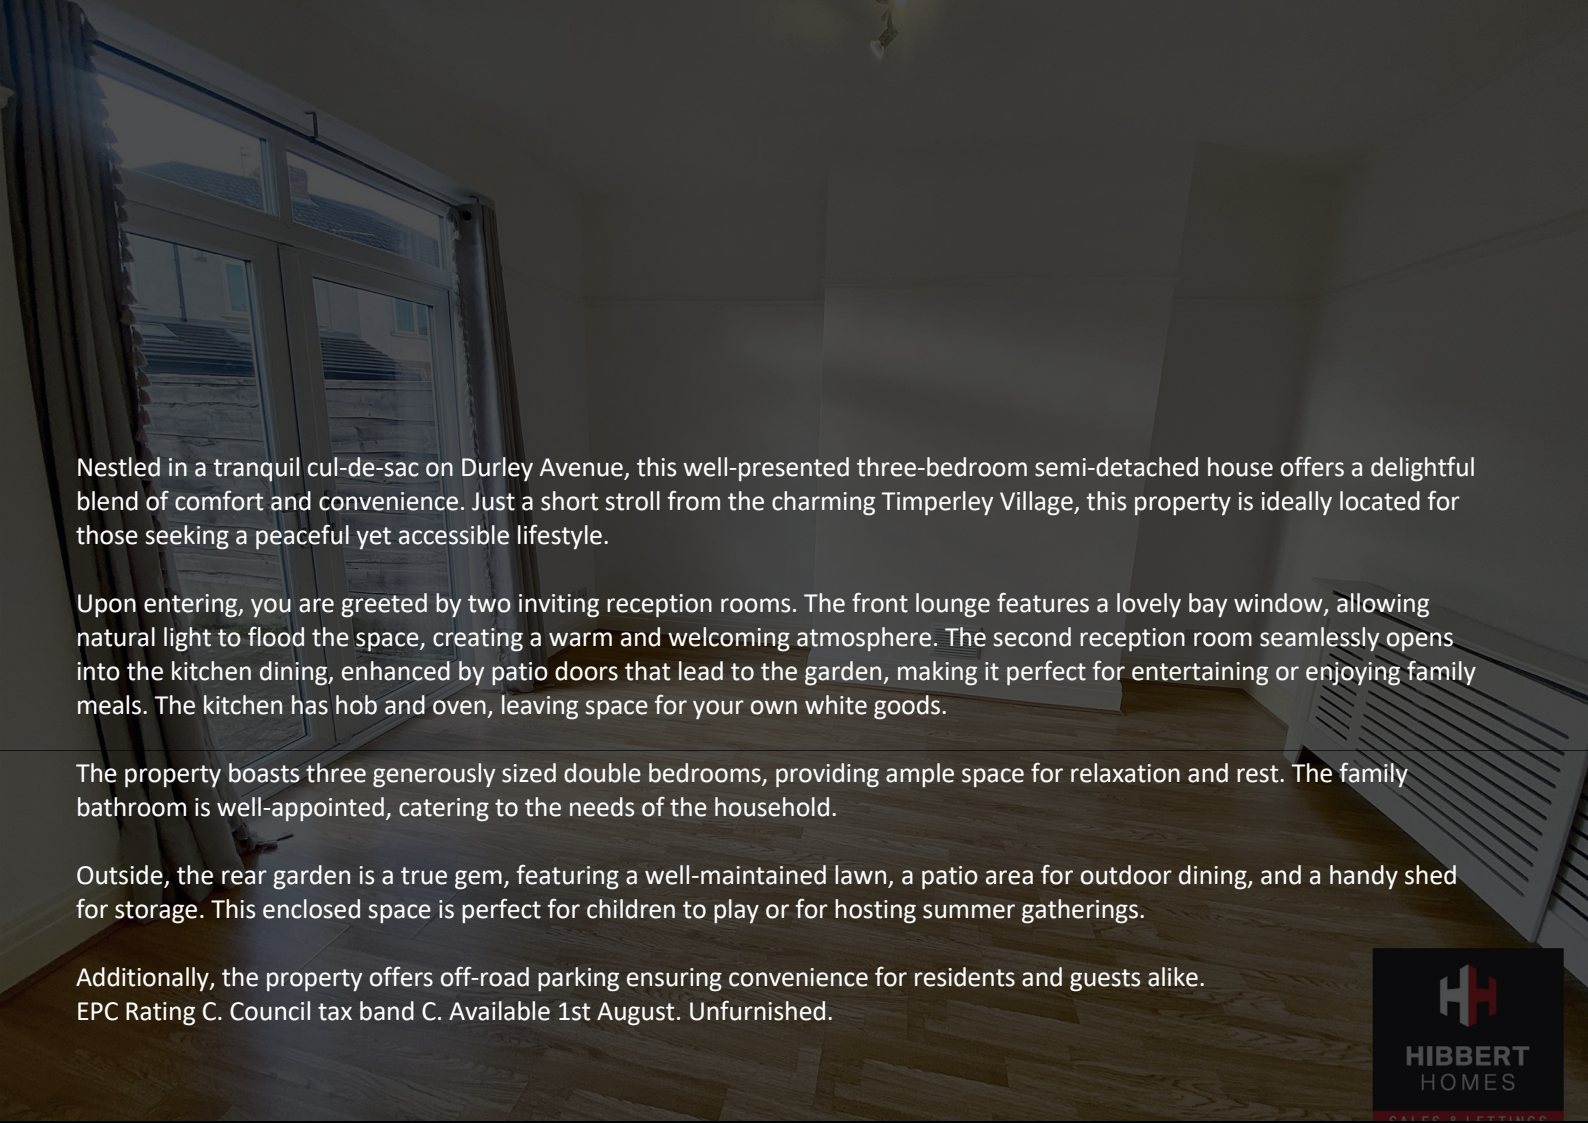 Nestled in a tranquil cul-de-sac on Durley Avenue, this well-presented three-bedroom semi-detached house offers a delightful
blend of comfort and convenience. Just a short stroll from the charming Timperley Village, this property is ideally located for
those seeking a peaceful yet accessible lifestyle.
Upon entering, you are greeted by two inviting reception rooms. The front lounge features a lovely bay window, allowing
natural light to flood the space, creating a warm and welcoming atmosphere. The second reception room seamlessly opens
into the kitchen dining, enhanced by patio doors that lead to the garden, making it perfect for entertaining or enjoying family
meals. The kitchen has hob and oven, leaving space for your own white goods.
The property boasts three generously sized double bedrooms, providing ample space for relaxation and rest. The family
bathroom is well-appointed, catering to the needs of the household.
Outside, the rear garden is a true gem, featuring a well-maintained lawn, a patio area for outdoor dining, and a handy shed
for storage. This enclosed space is perfect for children to play or for hosting summer gatherings.
Additionally, the property offers off-road parking ensuring convenience for residents and guests alike.
EPC Rating C. Council tax band C. Available 1st August. Unfurnished.
HIBBERT
HOMES
SALES & LETTINGS